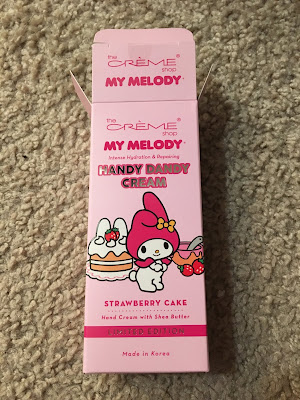 the
CRÈME®
shop
MY MELODY
the
CRÈME®
shop
MY MELODY
Intense Hydration & Repairing
HANDY DANDY
CREAM
STRAWBERRY CAKE
Hand Cream with Shea Butter
LIMITED EDITION
Made in Korea